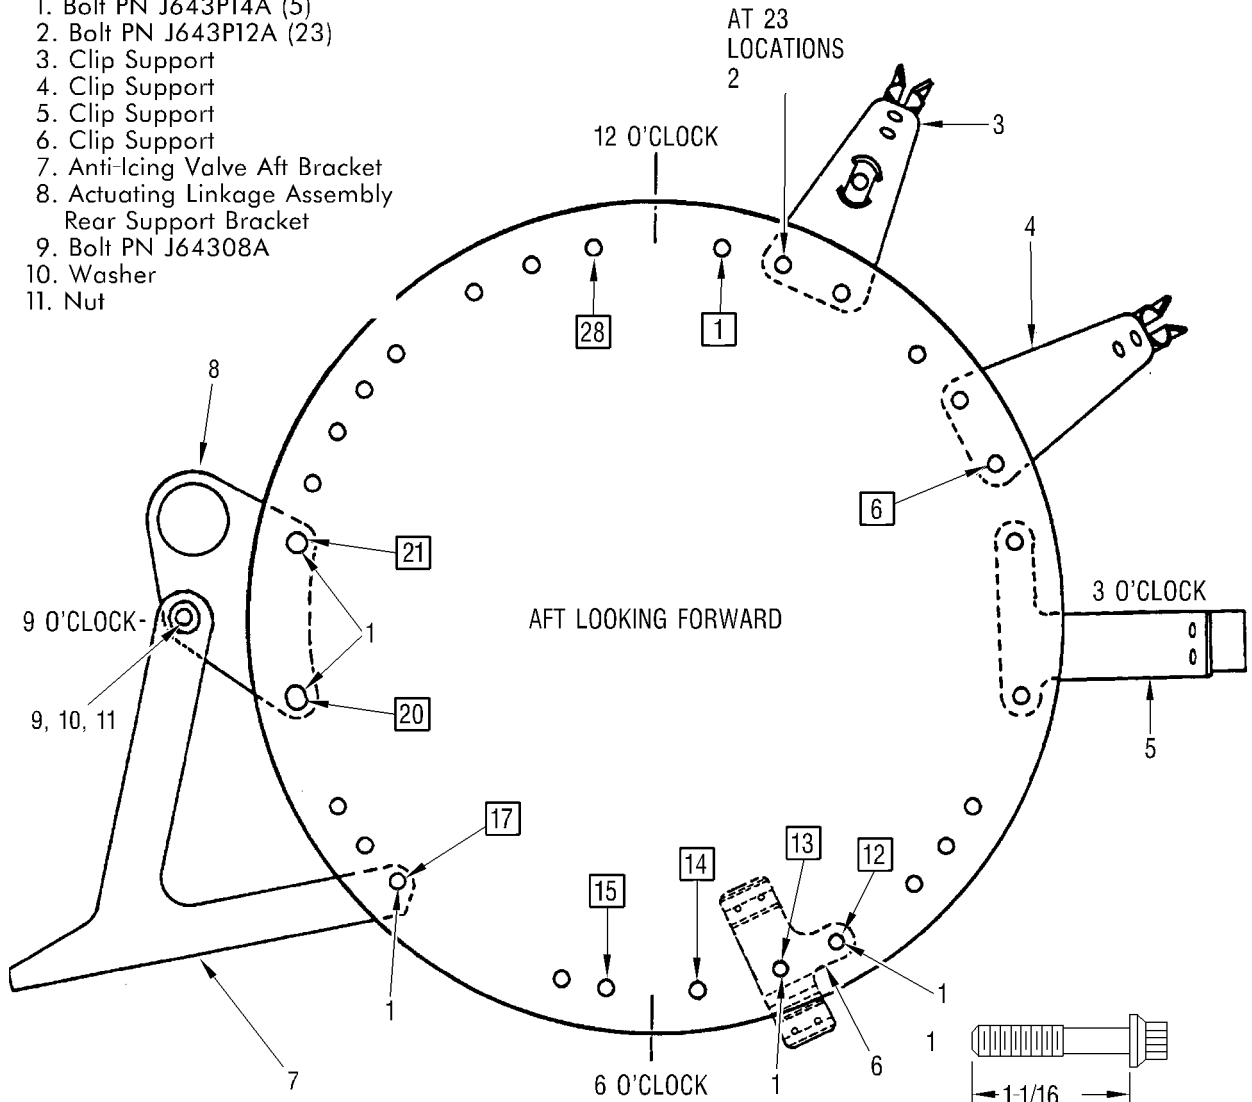 1. Bolt PN J643P14A (5)
2. Bolt PN J643P12A (23)
3. Clip Support
4. Clip Support
5. Clip Support
6. Clip Support
7. Anti-Icing Valve Aft Bracket
8. Actuating Linkage Assembly
Rear Support Bracket
9. Bolt PN J64308A
10. Washer
11. Nut
AT 23
LOCATIONS
2
3
12 O'CLOCK
4
28
1
8
6
21
3 O'CLOCK
9 O'CLOCK
AFT LOOKING FORWARD
1
9, 10, 11
20
5
17
13
12
14
15
1
1
1
6
7
6 O'CLOCK
1
1-1/16